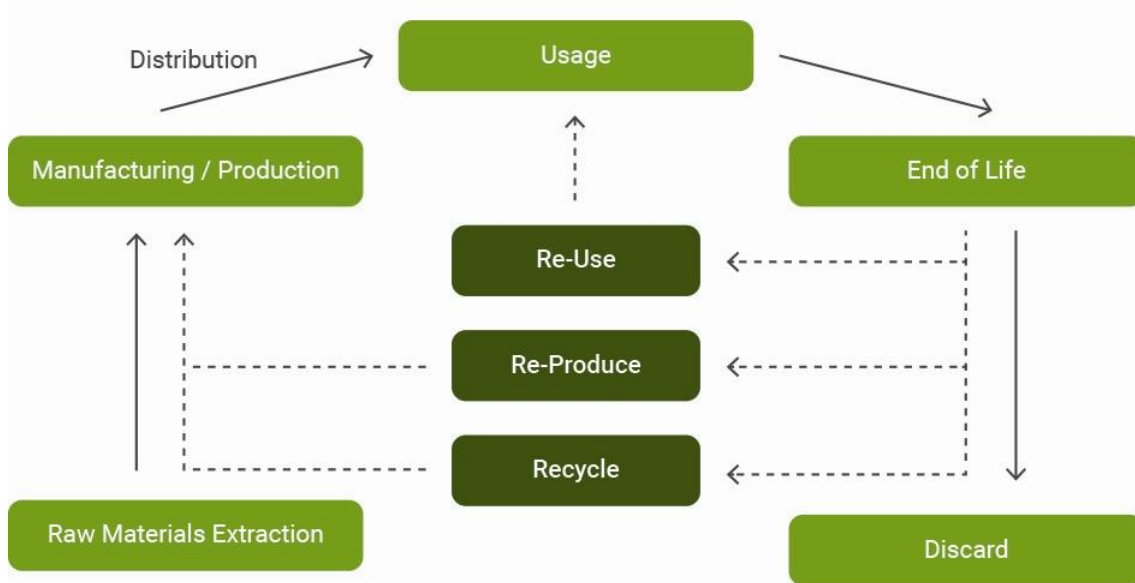 Distribution
Usage
Manufacturing / Production
End of Life
Re-Use
Re-Produce
Recycle
Raw Materials Extraction
Discard